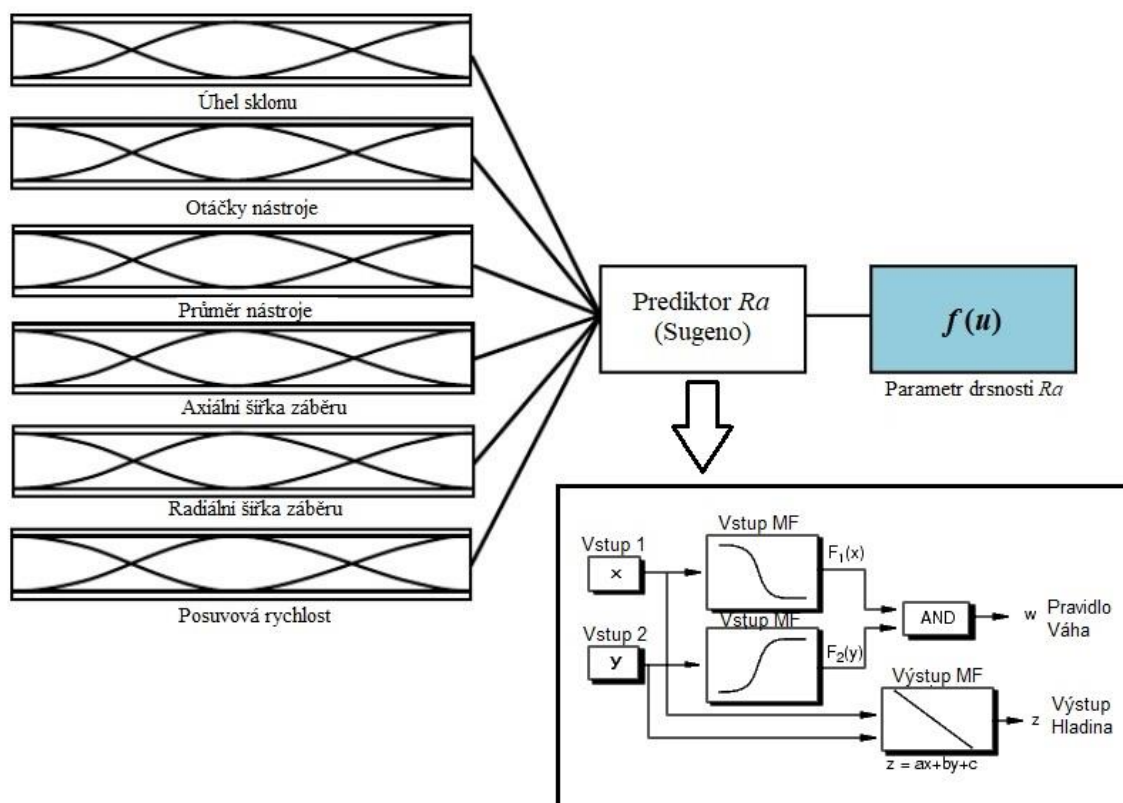 Úhel sklonu
Otáčky nástroje
Průměr nástroje
Axiální šířka záběru
Radiální šířka záběru
Posuvová rychlost
Prediktor Ra
(Sugeno)
f (u)
Parametr drsnosti Ra
Vstup 1
x
Vstup 2
y
Vstup MF
F₁(x)
Vstup MF
F₂(y)
AND
w Pravidlo
Váha
Výstup MF
z = ax+by+c
z Výstup
Hladina